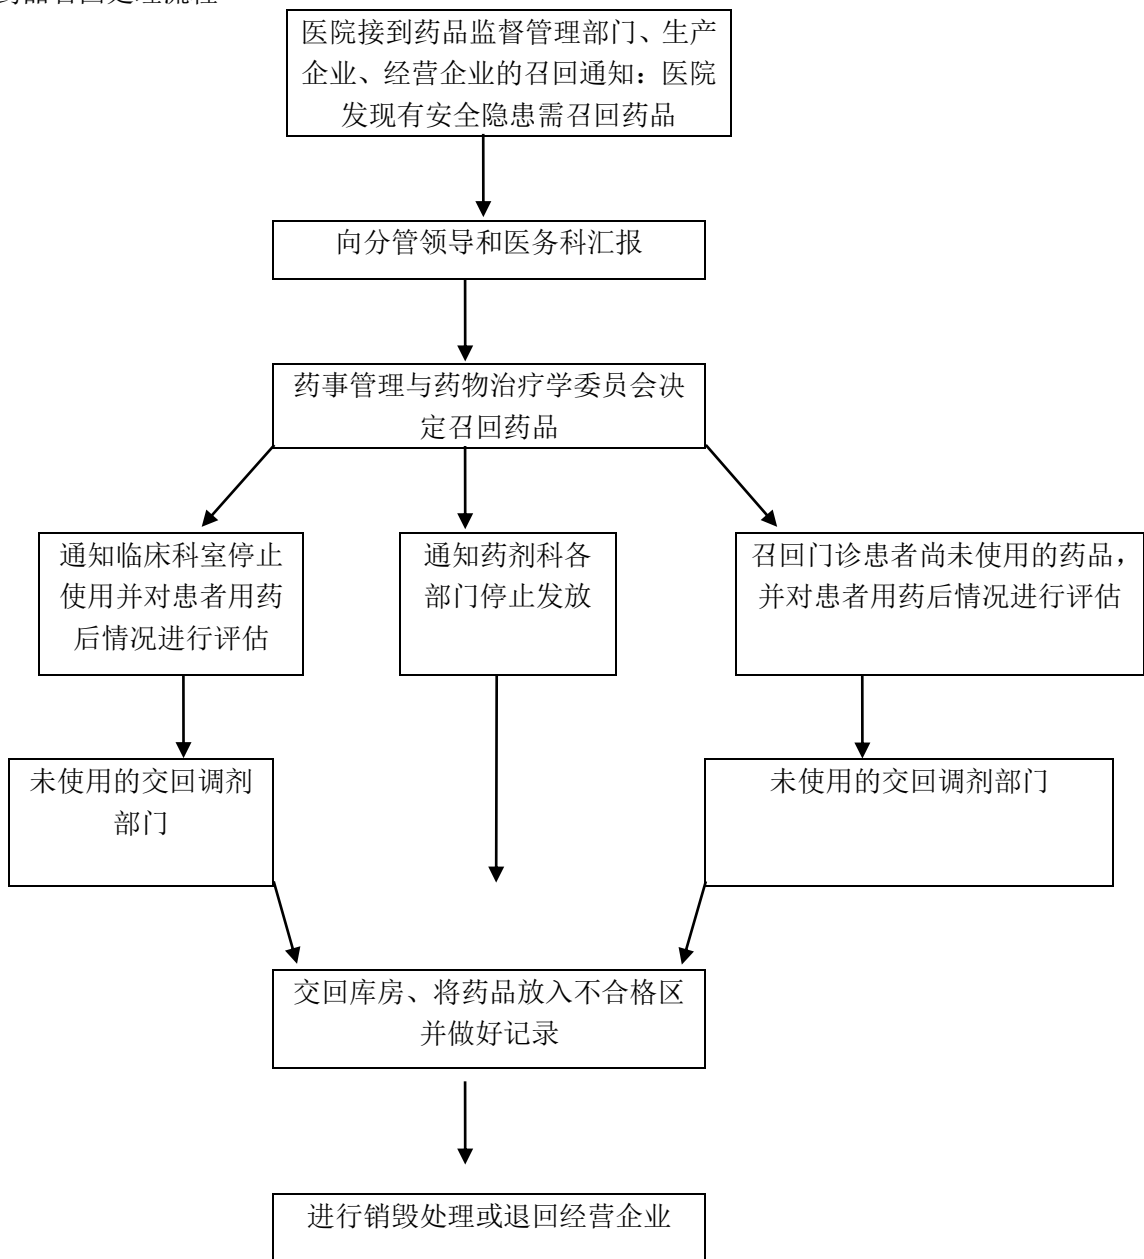 药品召回处理流程
医院接到药品监督管理部门、生产
企业、经营企业的召回通知：医院
发现有安全隐患需召回药品
向分管领导和医务科汇报
药事管理与药物治疗学委员会决
定召回药品
通知临床科室停止
使用并对患者用药
后情况进行评估
通知药剂科各
部门停止发放
召回门诊患者尚未使用的药品，
并对患者用药后情况进行评估
未使用的交回调剂
部门
未使用的交回调剂部门
交回库房、将药品放入不合格区
并做好记录
进行销毁处理或退回经营企业